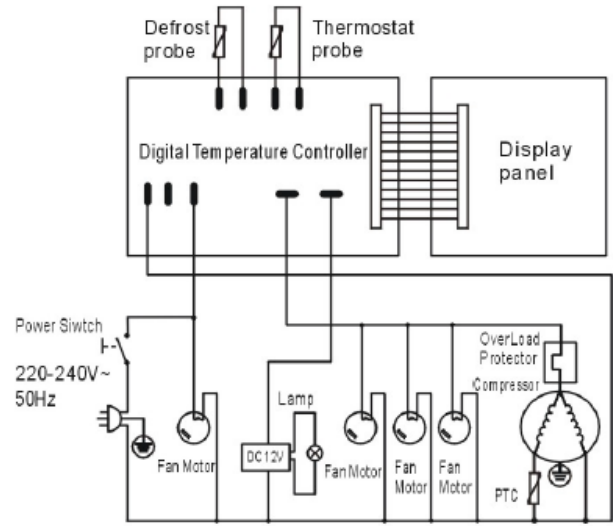 Defrost
probe
Thermostat
probe
Digital Temperature Controller
Display
panel
Power Siwtch
220-240V~
50Hz
OverLoad
Protector
Compressor
Lamp
DC12V
Fan Motor
Fan Motor
Fan
Motor
Fan
Motor
PTC